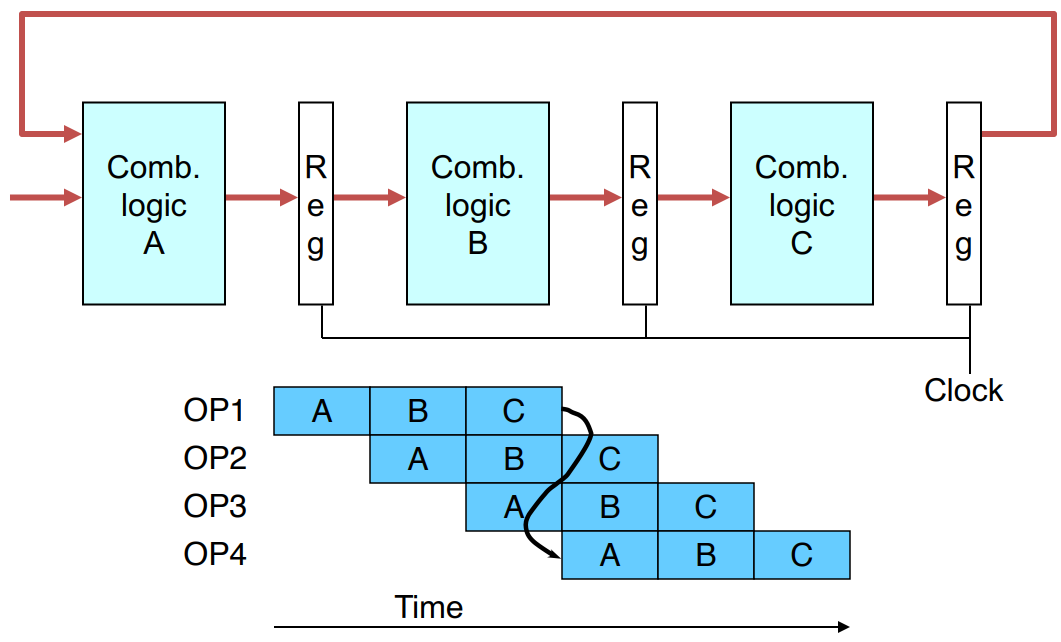 Comb.
logic
A
R
e
g
Comb.
logic
B
R
e
g
Comb.
logic
C
R
e
g
Clock
OP1 A B C
OP2 A B C
OP3 A B C
OP4 A B C
Time